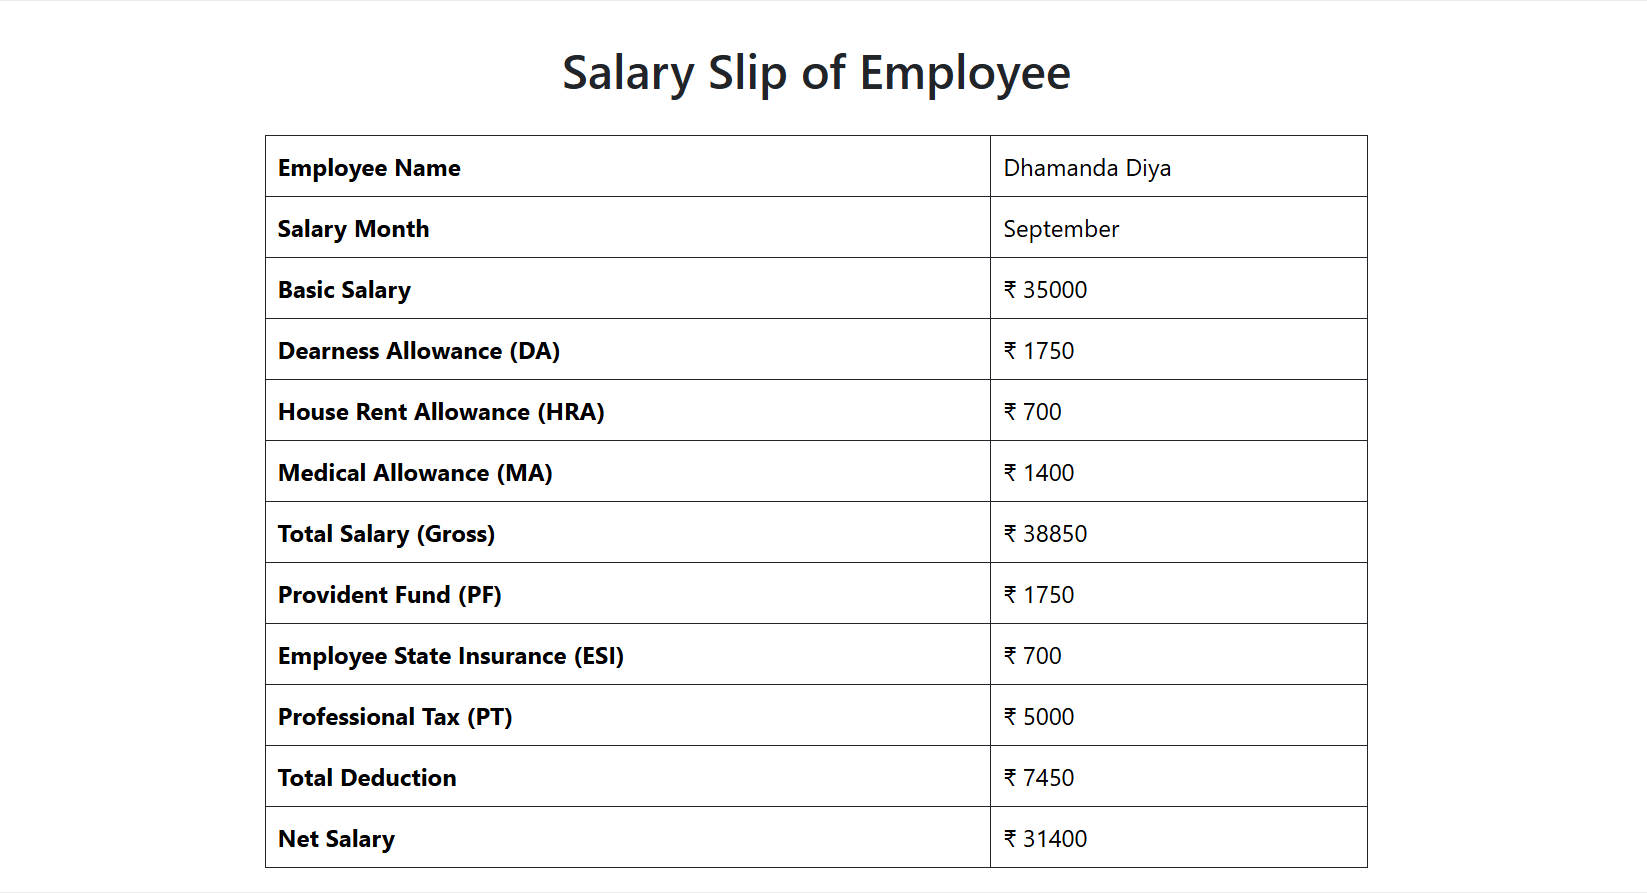 Salary Slip of Employee
Employee Name Dhamanda Diya
Salary Month September
Basic Salary ₹ 35000
Dearness Allowance (DA) ₹ 1750
House Rent Allowance (HRA) ₹ 700
Medical Allowance (MA) ₹ 1400
Total Salary (Gross) ₹ 38850
Provident Fund (PF) ₹ 1750
Employee State Insurance (ESI) ₹ 700
Professional Tax (PT) ₹ 5000
Total Deduction ₹ 7450
Net Salary ₹ 31400